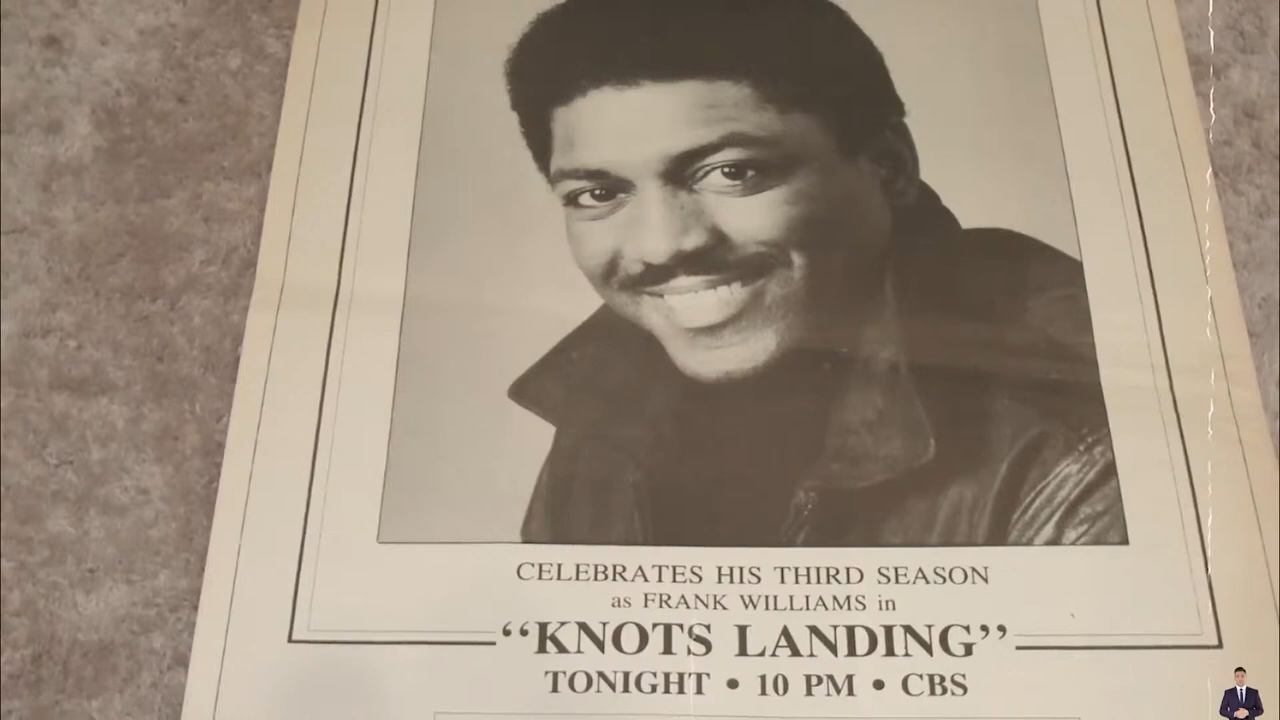 CELEBRATES HIS THIRD SEASON
as FRANK WILLIAMS in
“KNOTS LANDING”
TONIGHT • 10 PM • CBS